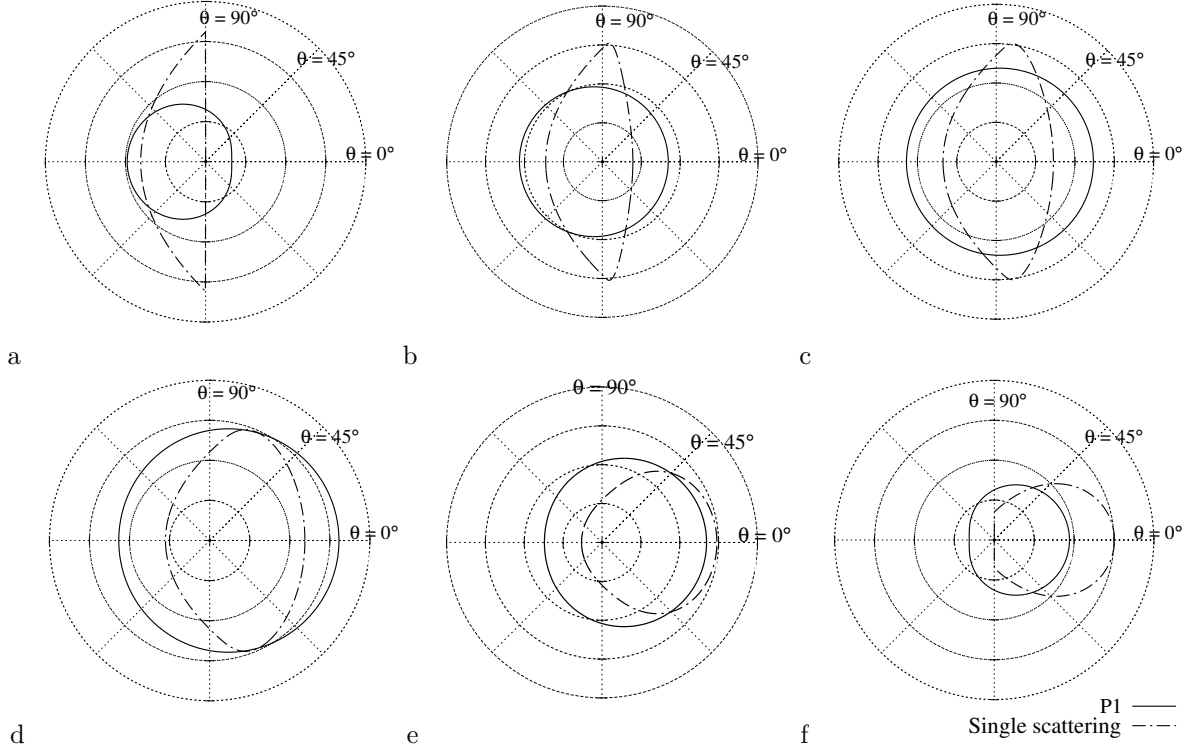 θ = 90°
θ = 45°
θ = 0°
θ = 90°
θ = 45°
θ = 0°
θ = 90°
θ = 45°
θ = 0°
a
b
c
θ = 90°
θ = 45°
θ = 0°
θ = 90°
θ = 45°
θ = 0°
θ = 90°
θ = 45°
θ = 0°
P1
Single scattering
d
e
f